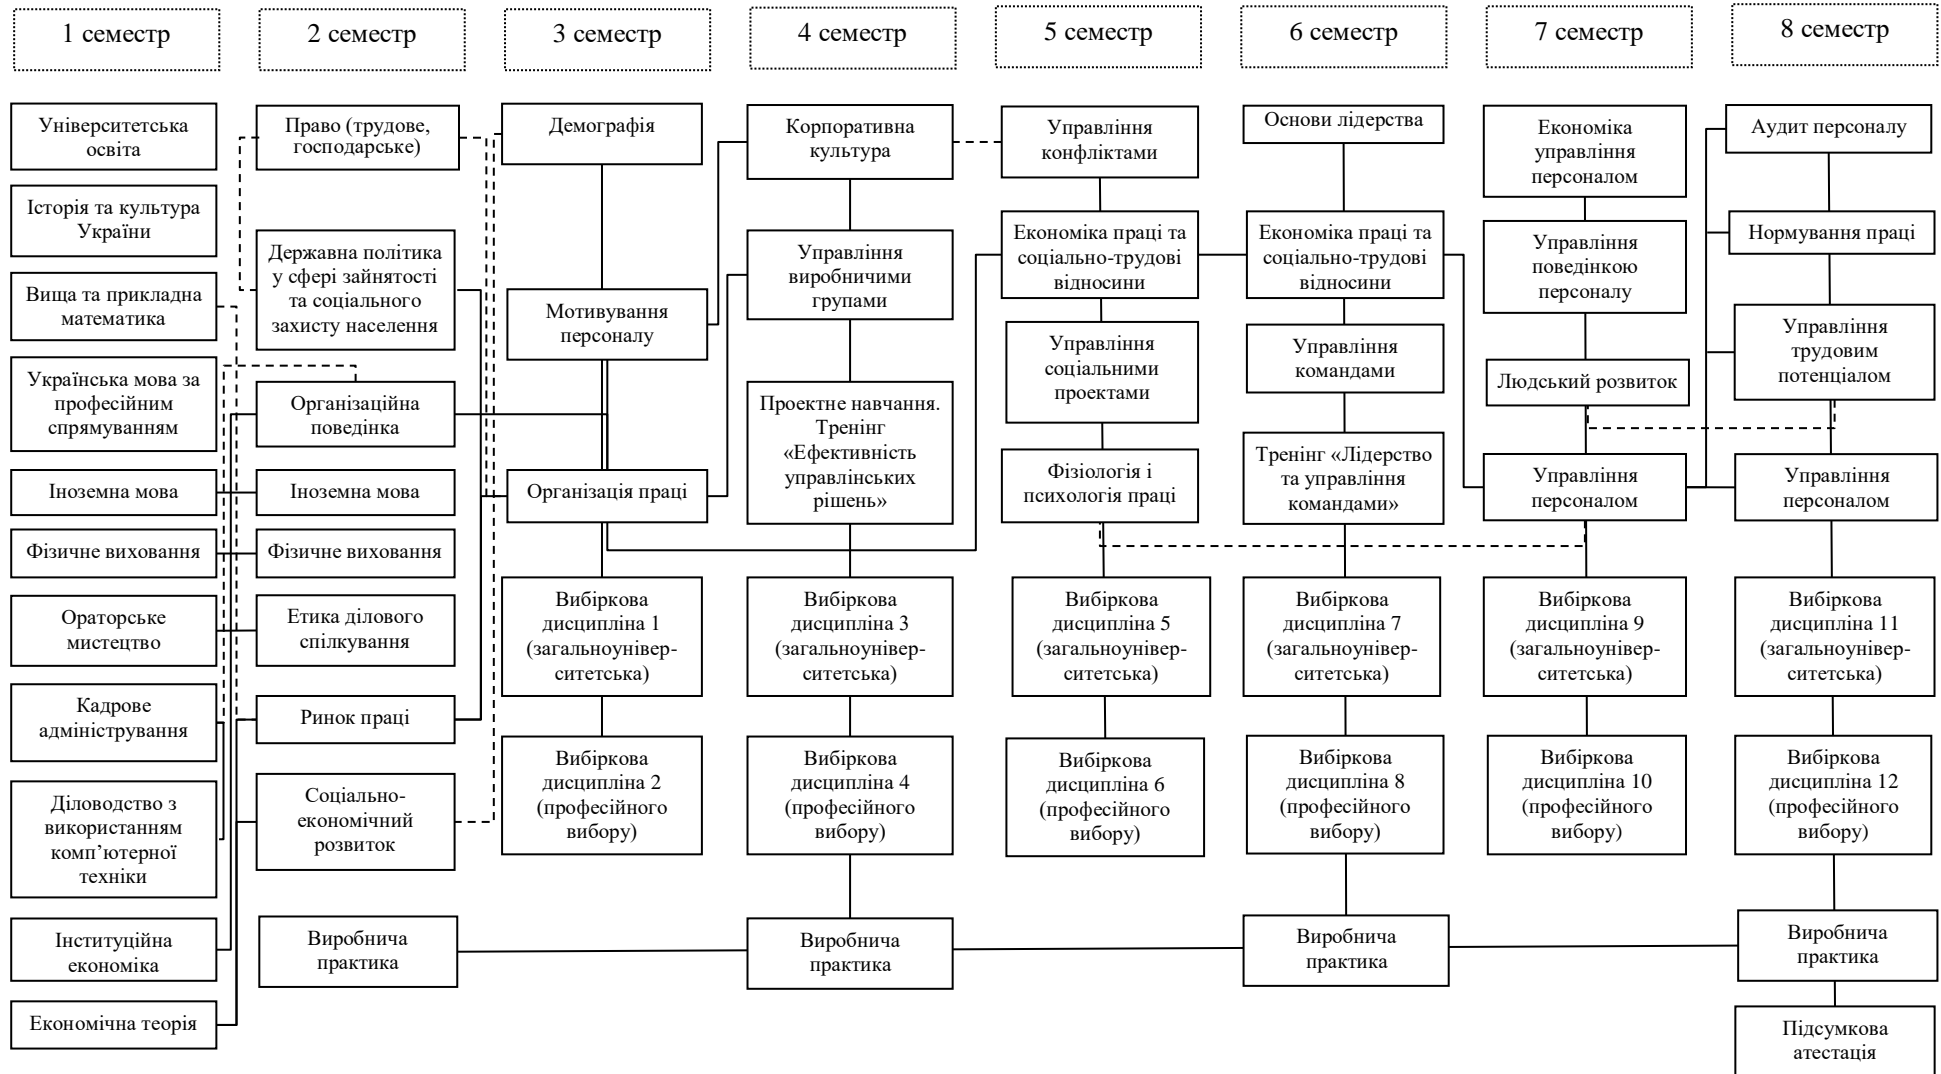 1 семестр
2 семестр
3 семестр
4 семестр
5 семестр
6 семестр
7 семестр
8 семестр
Університетська
освіта
Історія та культура
України
Вища та прикладна
математика
Українська мова за
професійним
спрямуванням
Іноземна мова
Фізичне виховання
Ораторське
мистецтво
Кадрове
адміністрування
Діловодство з
використанням
комп’ютерної
техніки
Інституційна
економіка
Економічна теорія
Право (трудове,
господарське)
Державна політика
у сфері зайнятості
та соціального
захисту населення
Організаційна
поведінка
Іноземна мова
Фізичне виховання
Етика ділового
спілкування
Ринок праці
Соціально-
економічний
розвиток
Виробнича
практика
Демографія
Мотивування
персоналу
Організація праці
Вибіркова
дисципліна 1
(загальноунівер-
ситетська)
Вибіркова
дисципліна 2
(професійного
вибору)
Корпоративна
культура
Управління
виробничими
групами
Проектне навчання.
Тренінг
«Ефективність
управлінських
рішень»
Вибіркова
дисципліна 3
(загальноунівер-
ситетська)
Вибіркова
дисципліна 4
(професійного
вибору)
Виробнича
практика
Управління
конфліктами
Економіка праці та
соціально-трудові
відносини
Управління
соціальними
проектами
Фізіологія і
психологія праці
Вибіркова
дисципліна 5
(загальноунівер-
ситетська)
Вибіркова
дисципліна 6
(професійного
вибору)
Основи лідерства
Економіка праці та
соціально-трудові
відносини
Управління
командами
Тренінг «Лідерство
та управління
командами»
Вибіркова
дисципліна 7
(загальноунівер-
ситетська)
Вибіркова
дисципліна 8
(професійного
вибору)
Виробнича
практика
Економіка
управління
персоналом
Управління
поведінкою
персоналу
Людський розвиток
Управління
персоналом
Вибіркова
дисципліна 9
(загальноунівер-
ситетська)
Вибіркова
дисципліна 10
(професійного
вибору)
Аудит персоналу
Нормування праці
Управління
трудовим
потенціалом
Управління
персоналом
Вибіркова
дисципліна 11
(загальноунівер-
ситетська)
Вибіркова
дисципліна 12
(професійного
вибору)
Виробнича
практика
Підсумкова
атестація